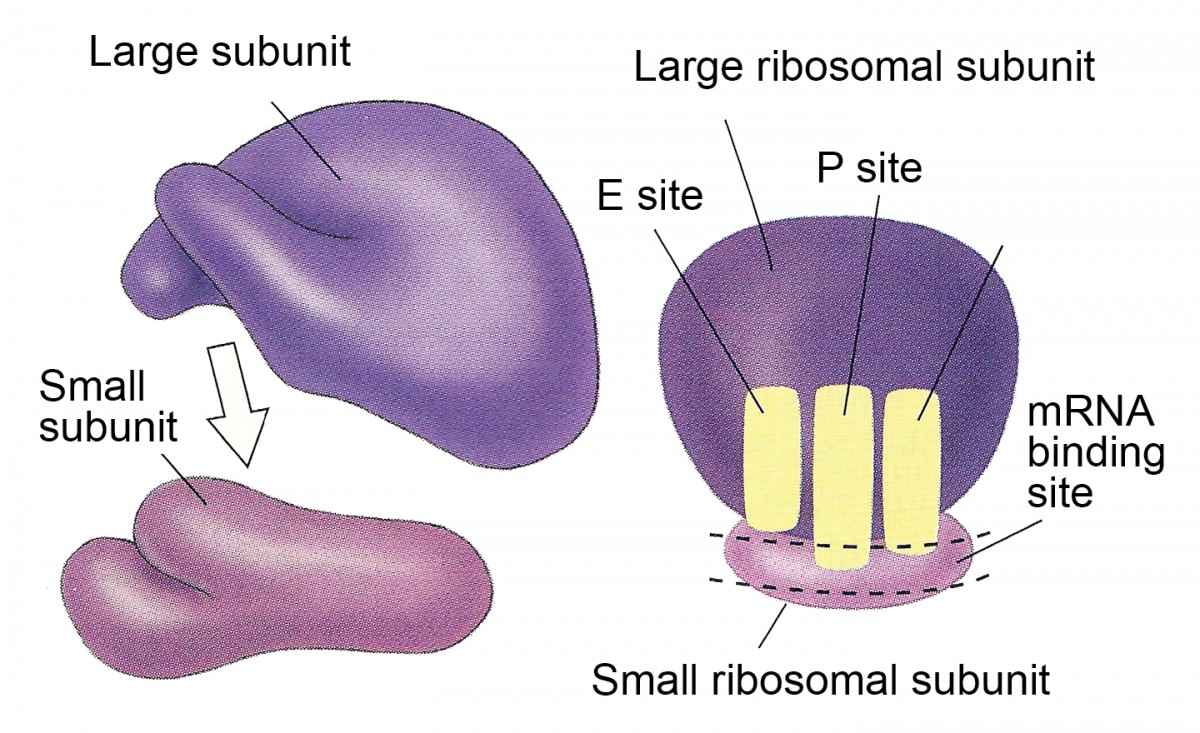 Large subunit
Small
subunit
Large ribosomal subunit
P site
E site
mRNA
binding
site
Small ribosomal subunit